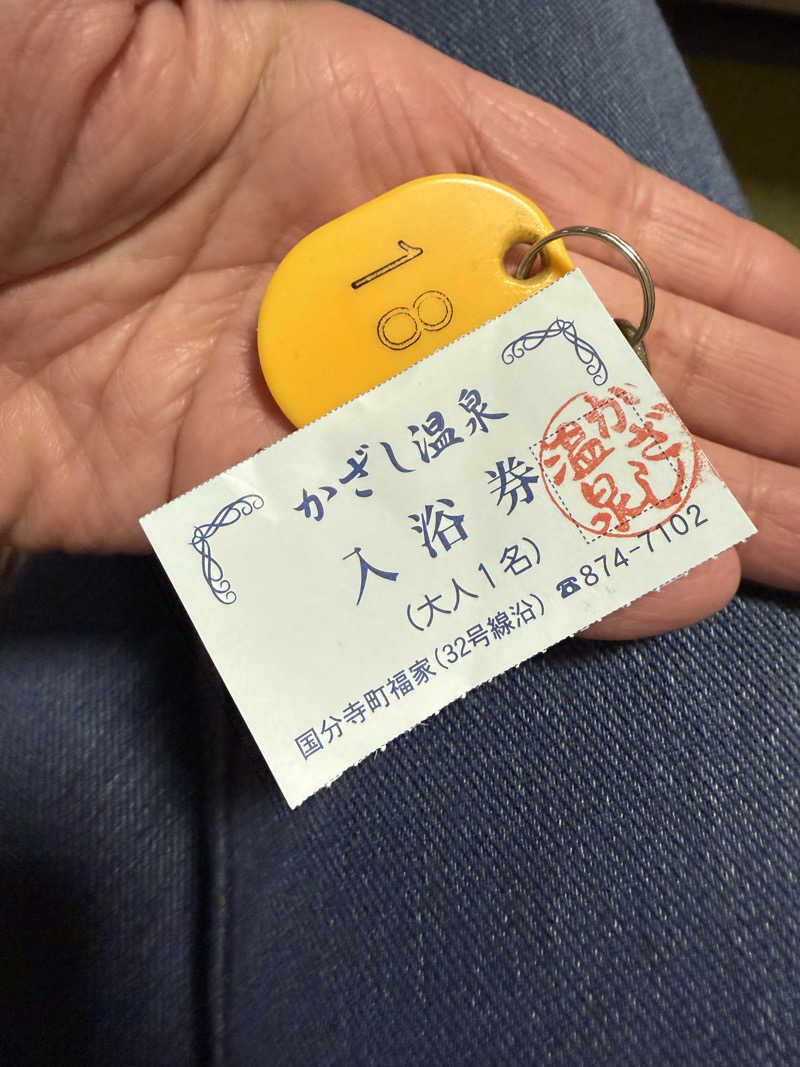 18
かざし温泉
入浴券
(大人1名)
国分寺町福家(32号線沿) ☎874-7102
かざし
温泉